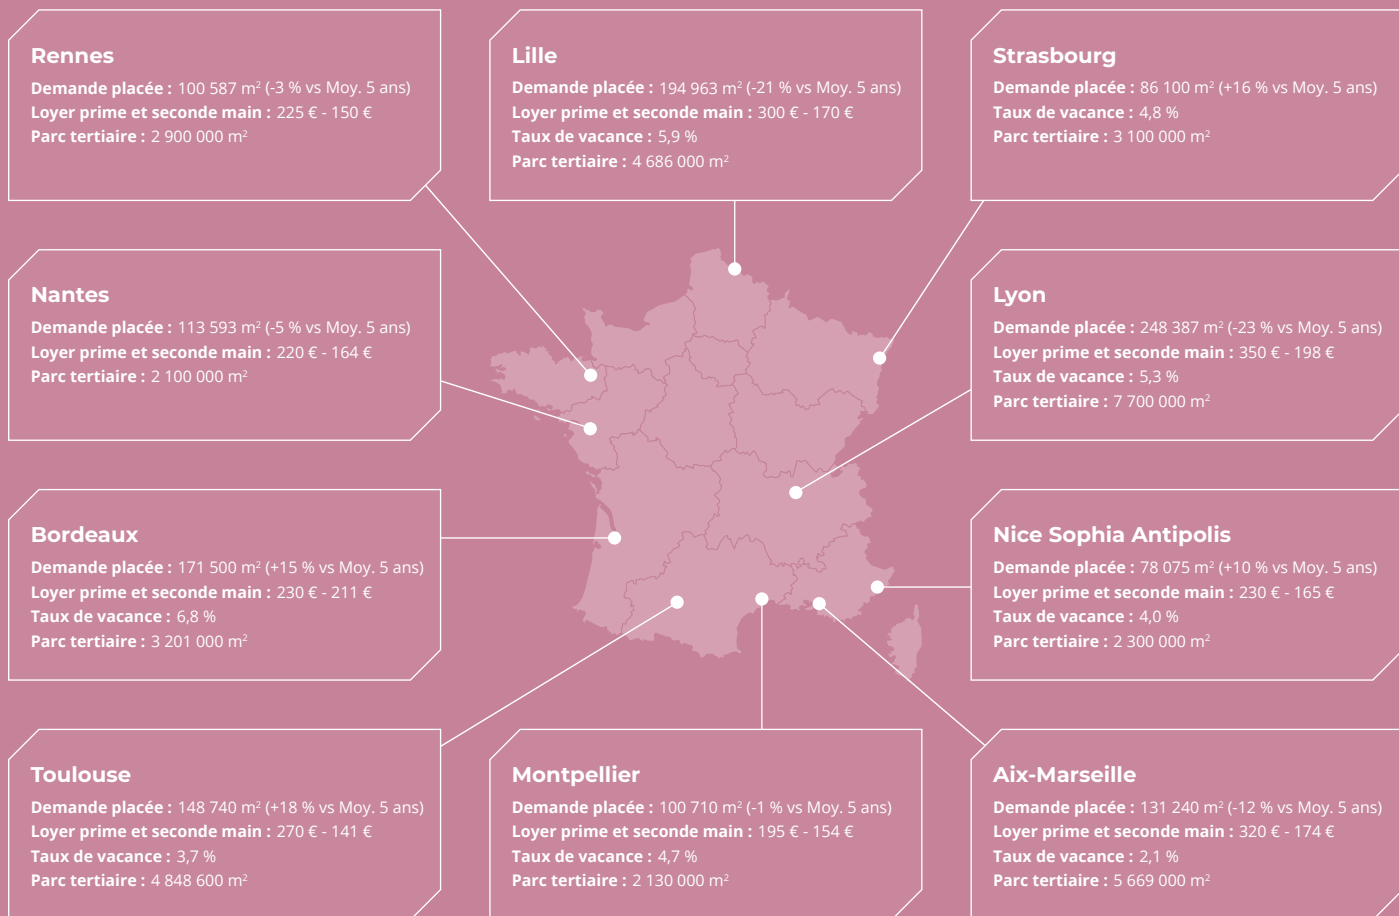 Rennes
Demande placée : 100 587 m² (-3 % vs Moy. 5 ans)
Loyer prime et seconde main : 225 € - 150 €
Parc tertiaire : 2 900 000 m²
Lille
Demande placée : 194 963 m² (-21 % vs Moy. 5 ans)
Loyer prime et seconde main : 300 € - 170 €
Taux de vacance : 5,9 %
Parc tertiaire : 4 686 000 m²
Strasbourg
Demande placée : 86 100 m² (+16 % vs Moy. 5 ans)
Taux de vacance : 4,8 %
Parc tertiaire : 3 100 000 m²
Nantes
Demande placée : 113 593 m² (-5 % vs Moy. 5 ans)
Loyer prime et seconde main : 220 € - 164 €
Parc tertiaire : 2 100 000 m²
Lyon
Demande placée : 248 387 m² (-23 % vs Moy. 5 ans)
Loyer prime et seconde main : 350 € - 198 €
Taux de vacance : 5,3 %
Parc tertiaire : 7 700 000 m²
Bordeaux
Demande placée : 171 500 m² (+15 % vs Moy. 5 ans)
Loyer prime et seconde main : 230 € - 211 €
Taux de vacance : 6,8 %
Parc tertiaire : 3 201 000 m²
Nice Sophia Antipolis
Demande placée : 78 075 m² (+10 % vs Moy. 5 ans)
Loyer prime et seconde main : 230 € - 165 €
Taux de vacance : 4,0 %
Parc tertiaire : 2 300 000 m²
Toulouse
Demande placée : 148 740 m² (+18 % vs Moy. 5 ans)
Loyer prime et seconde main : 270 € - 141 €
Taux de vacance : 3,7 %
Parc tertiaire : 4 848 600 m²
Montpellier
Demande placée : 100 710 m² (-1 % vs Moy. 5 ans)
Loyer prime et seconde main : 195 € - 154 €
Taux de vacance : 4,7 %
Parc tertiaire : 2 130 000 m²
Aix-Marseille
Demande placée : 131 240 m² (-12 % vs Moy. 5 ans)
Loyer prime et seconde main : 320 € - 174 €
Taux de vacance : 2,1 %
Parc tertiaire : 5 669 000 m²